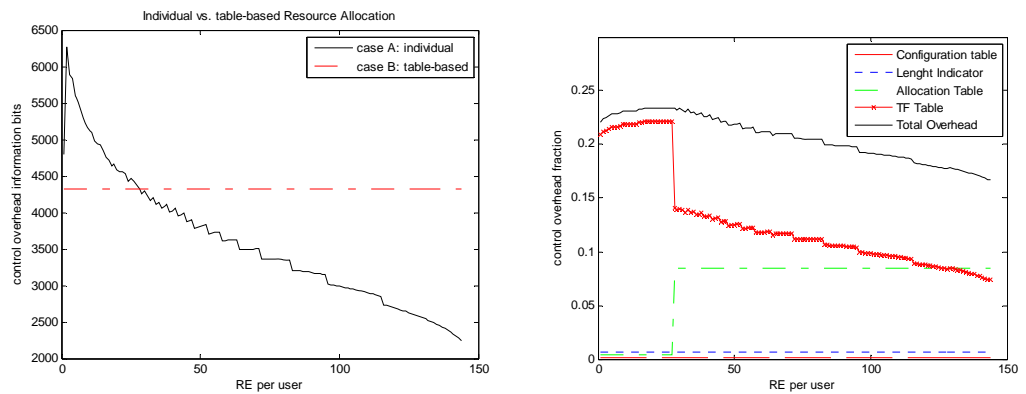 Individual vs. table-based Resource Allocation
6500
6000
5500
5000
4500
4000
3500
3000
2500
2000
0
50
100
150
control overhead information bits
RE per user
case A: individual
case B: table-based
0.25
0.2
0.15
0.1
0.05
0
0
50
100
150
control overhead fraction
RE per user
Configuration table
Lenght Indicator
Allocation Table
TF Table
Total Overhead